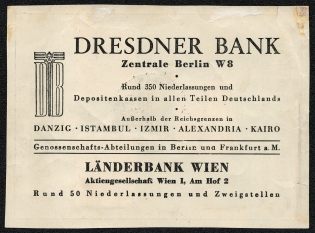 DRESDNER BANK
Zentrale Berlin W8
Rund 350 Niederlassungen und
Depositenkassen in allen Teilen Deutschlands
Außerhalb der Reichsgrenzen in
DANZIG · ISTAMBUL · IZMIR · ALEXANDRIA · KAIRO
Genossenschafts-Abteilungen in Berlin und Frankfurt a. M.
LÄNDERBANK WIEN
Aktiengesellschaft Wien I, Am Hof 2
Rund 50 Niederlassungen und Zweigstellen